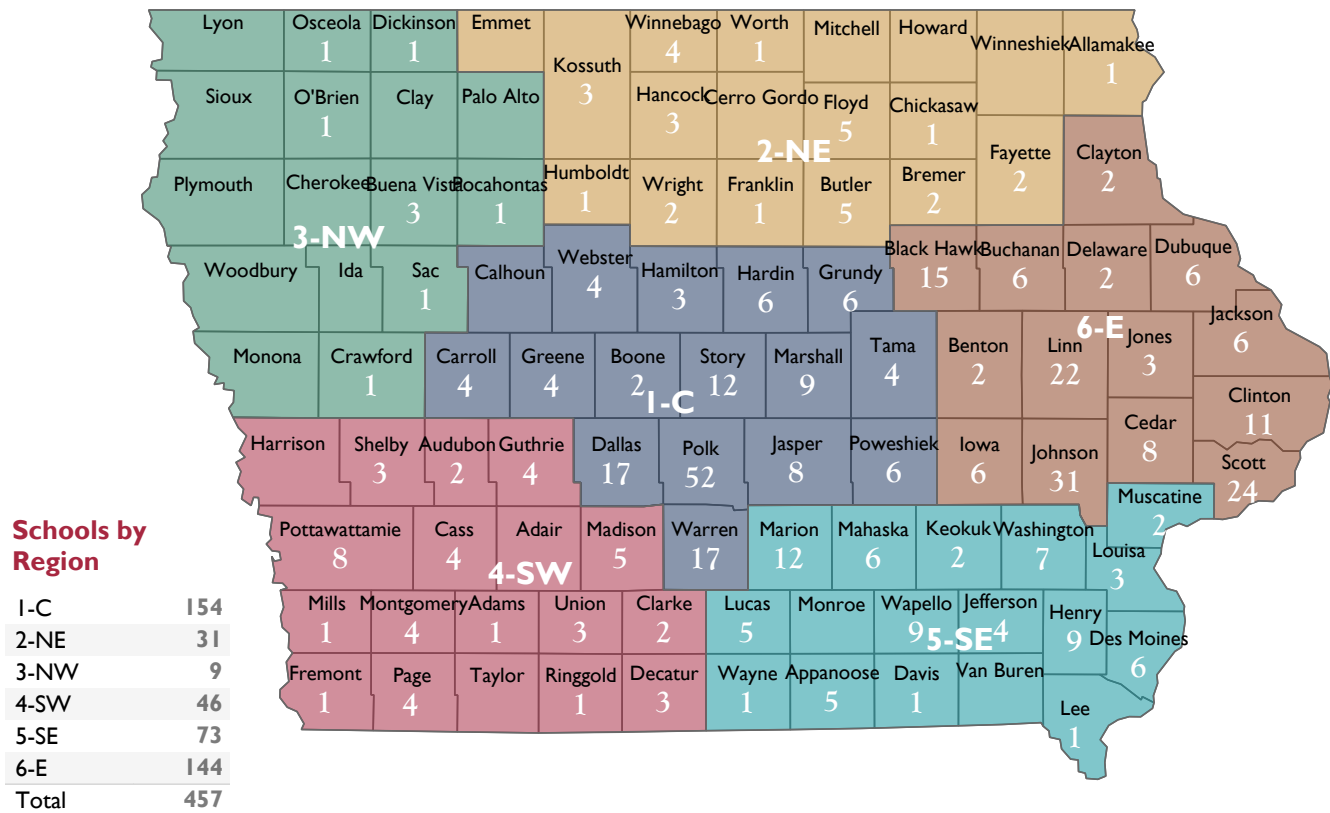 Lyon Osceola Dickinson Emmet Winnebago Worth Mitchell Howard Winneshiek Allamakee
1 1 4 1 1
Kossuth
3
Sioux O'Brien Clay Palo Alto Hancock Cerro Gordo Floyd Chickasaw
1 3 5 1
2-NE
Fayette Clayton
2 2
Plymouth Cherokee Buena Vista Pocahontas Humboldt Wright Franklin Butler Bremer
3 1 1 2 1 5 2
3-NW
Woodbury Ida Sac Calhoun Webster Hamilton Hardin Grundy Black Hawk Buchanan Delaware Dubuque
1 4 3 6 6 15 6 2 6
6-E
Monona Crawford Carroll Greene Boone Story Marshall Tama Benton Linn Jones Jackson
1 4 4 2 12 9 4 2 22 3 6
1-C
Clinton
11
Harrison Shelby Audubon Guthrie Dallas Polk Jasper Poweshiek Iowa Johnson Cedar Scott
3 2 4 17 52 8 6 6 31 8 24
Muscatine
2
Pottawattamie Cass Adair Madison Warren Marion Mahaska Keokuk Washington Louisa
8 4 5 17 12 6 2 7 3
4-SW
Mills Montgomery Adams Union Clarke Lucas Monroe Wapello Jefferson Henry Des Moines
1 4 1 3 2 5 9 4 9 6
5-SE
Fremont Page Taylor Ringgold Decatur Wayne Appanoose Davis Van Buren Lee
1 4 1 3 1 5 1 1
Schools by
Region
1-C 154
2-NE 31
3-NW 9
4-SW 46
5-SE 73
6-E 144
Total 457